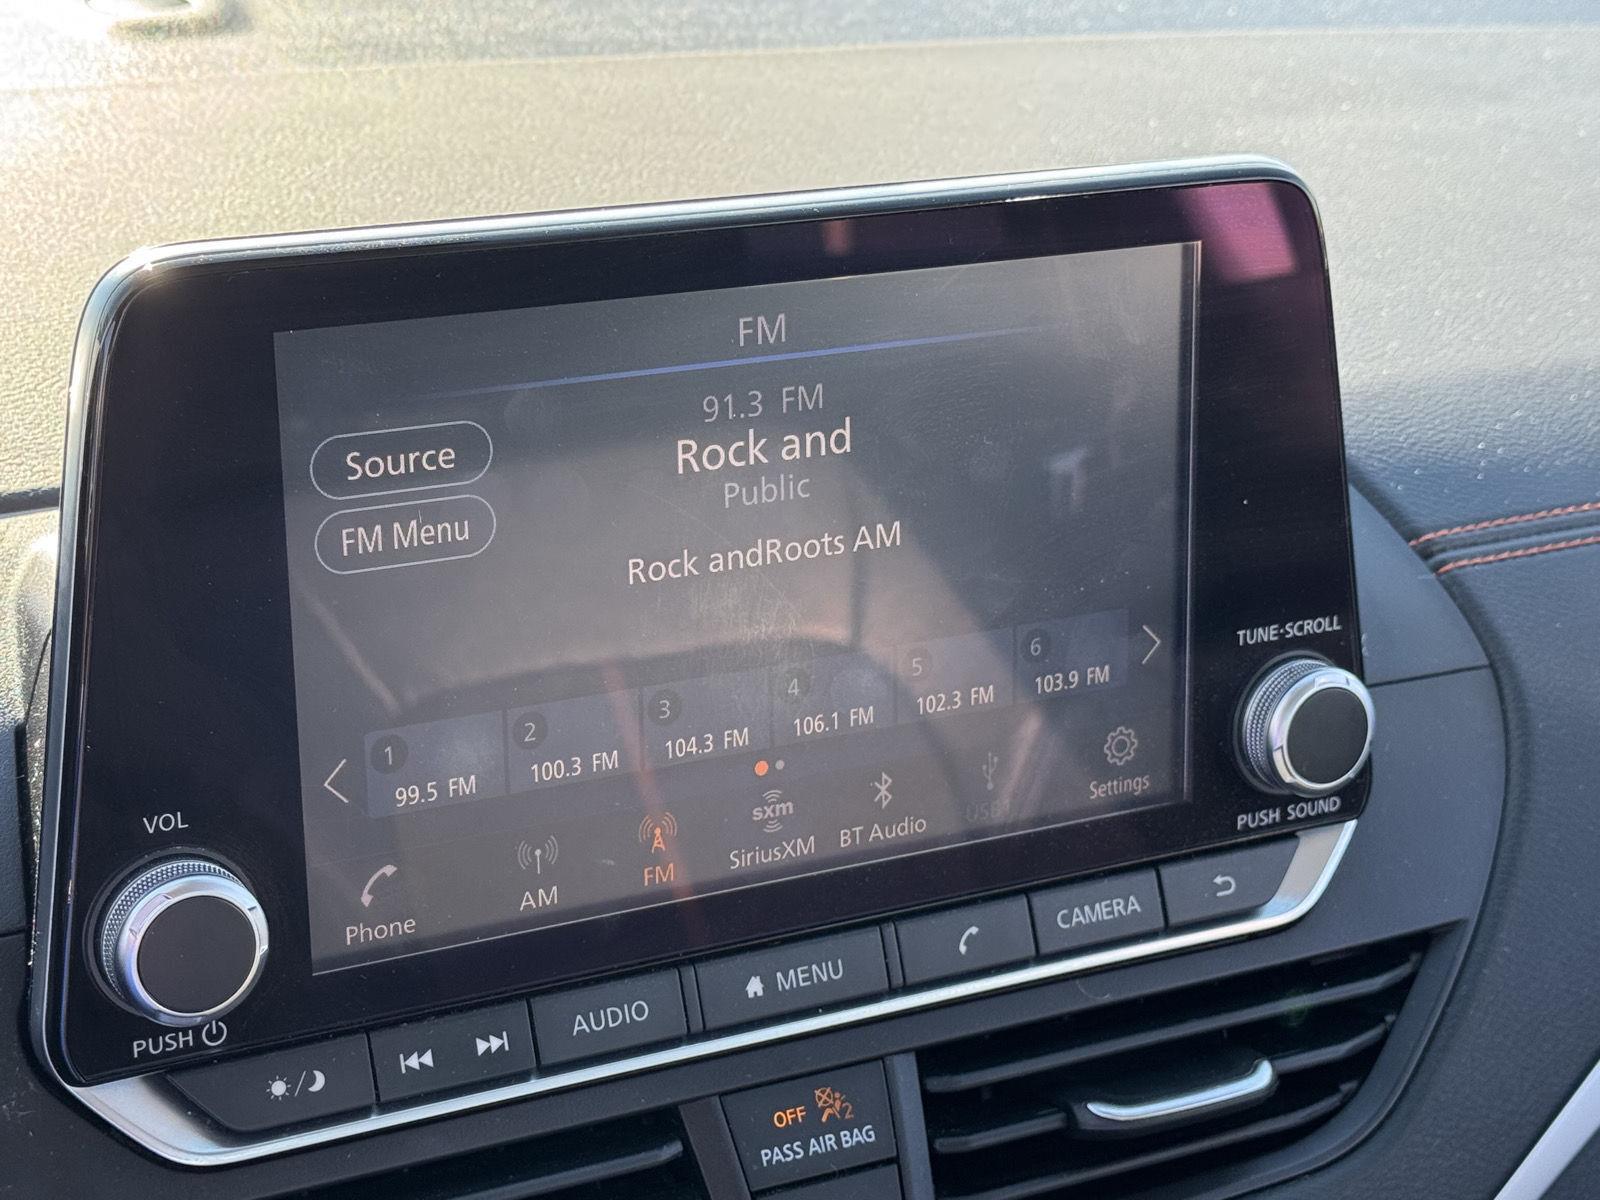 FM
91.3 FM
Rock and
Public
Source
FM Menu
Rock andRoots AM
1
99.5 FM
2
100.3 FM
3
104.3 FM
4
106.1 FM
5
102.3 FM
6
103.9 FM
Phone
AM
FM
sxm
SiriusXM
BT Audio
USB
Settings
VOL
PUSH
TUNE·SCROLL
PUSH SOUND
AUDIO
MENU
CAMERA
OFF
2
PASS AIR BAG